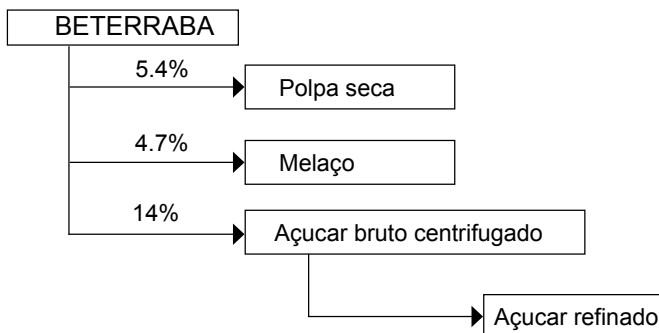 BETERRABA
5.4%
Polpa seca
4.7%
Melaço
14%
Açucar bruto centrifugado
Açucar refinado